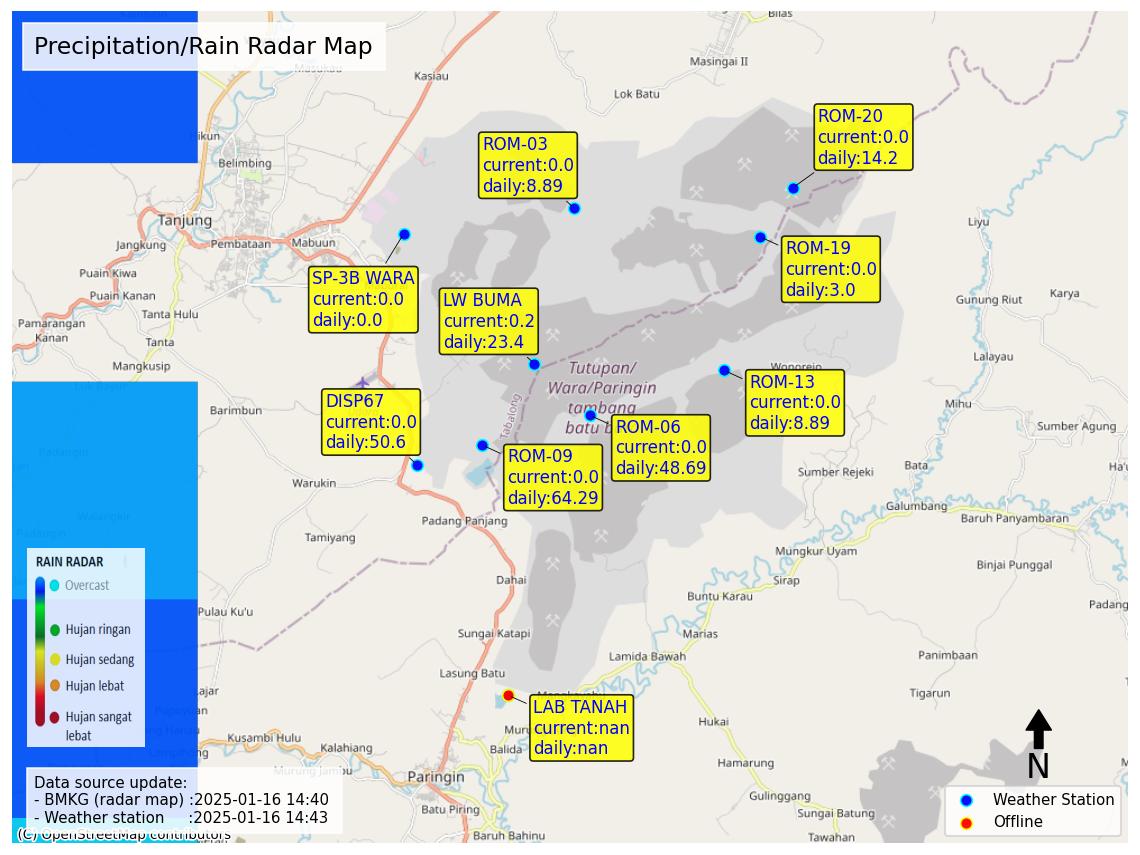 Precipitation/Rain Radar Map
Bilas
Masingai II
Kasiau
Lok Batu
Hikun
Belimbing
Tanjung
Jangkung
Pembataan
Mabuun
Puain Kiwa
Puain Kanan
Tanta Hulu
Pamarangan
Kanan
Tanta
Mangkusip
Barimbun
Warukin
Tamiyang
Padang Panjang
Dahai
Pulau Ku'u
Sungai Katapi
Lasung Batu
Kusambi Hulu
Kalahiang
Murung Jambu
Paringin
Balida
Batu Piring
Baruh Bahinu
Lamida Bawah
Marias
Buntu Karau
Sirap
Mungkur Uyam
Galumbang
Baruh Panyambaran
Binjai Punggal
Panimbaan
Tigarun
Hukai
Hamarung
Gulinggang
Sungai Batung
Tawahan
Liyu
Gunung Riut
Karya
Lalayau
Mihu
Sumber Agung
Bata
Sumber Rejeki
Wonorejo
Tabalong
Tutupan/
Wara/Paringin
tambang
batu b
ROM-20
current:0.0
daily:14.2
ROM-03
current:0.0
daily:8.89
ROM-19
current:0.0
daily:3.0
SP-3B WARA
current:0.0
daily:0.0
LW BUMA
current:0.2
daily:23.4
ROM-13
current:0.0
daily:8.89
DISP67
current:0.0
daily:50.6
ROM-06
current:0.0
daily:48.69
ROM-09
current:0.0
daily:64.29
LAB TANAH
current:nan
daily:nan
RAIN RADAR
Overcast
Hujan ringan
Hujan sedang
Hujan lebat
Hujan sangat
lebat
Data source update:
- BMKG (radar map) :2025-01-16 14:40
- Weather station :2025-01-16 14:43
(C) OpenStreetMap contributors
N
Weather Station
Offline